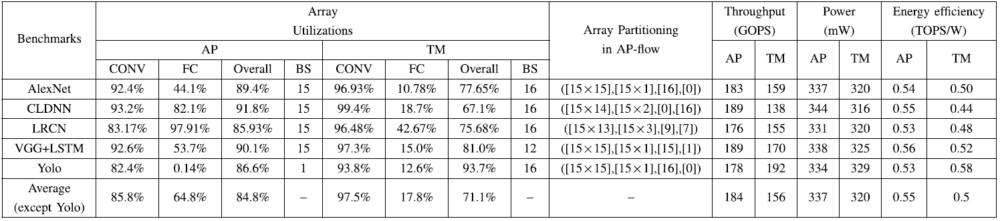 Benchmarks Array Utilizations Array Partitioning in AP-flow Throughput (GOPS) Power (mW) Energy efficiency (TOPS/W)
AP TM AP TM AP TM AP TM
CONV FC Overall BS CONV FC Overall BS
AlexNet 92.4% 44.1% 89.4% 15 96.93% 10.78% 77.65% 16 ([15×15],[15×1],[16],[0]) 183 159 337 320 0.54 0.50
CLDNN 93.2% 82.1% 91.8% 15 99.4% 18.7% 67.1% 16 ([15×14],[15×2],[0],[16]) 189 138 344 316 0.55 0.44
LRCN 83.17% 97.91% 85.93% 15 96.48% 42.67% 75.68% 16 ([15×13],[15×3],[9],[7]) 176 155 331 320 0.53 0.48
VGG+LSTM 92.6% 53.7% 90.1% 15 97.3% 15.0% 81.0% 12 ([15×15],[15×1],[15],[1]) 189 170 338 325 0.56 0.52
Yolo 82.4% 0.14% 86.6% 1 93.8% 12.6% 93.7% 16 ([15×15],[15×1],[16],[0]) 178 192 334 329 0.53 0.58
Average (except Yolo) 85.8% 64.8% 84.8% – 97.5% 17.8% 71.1% – – 184 156 337 320 0.55 0.5